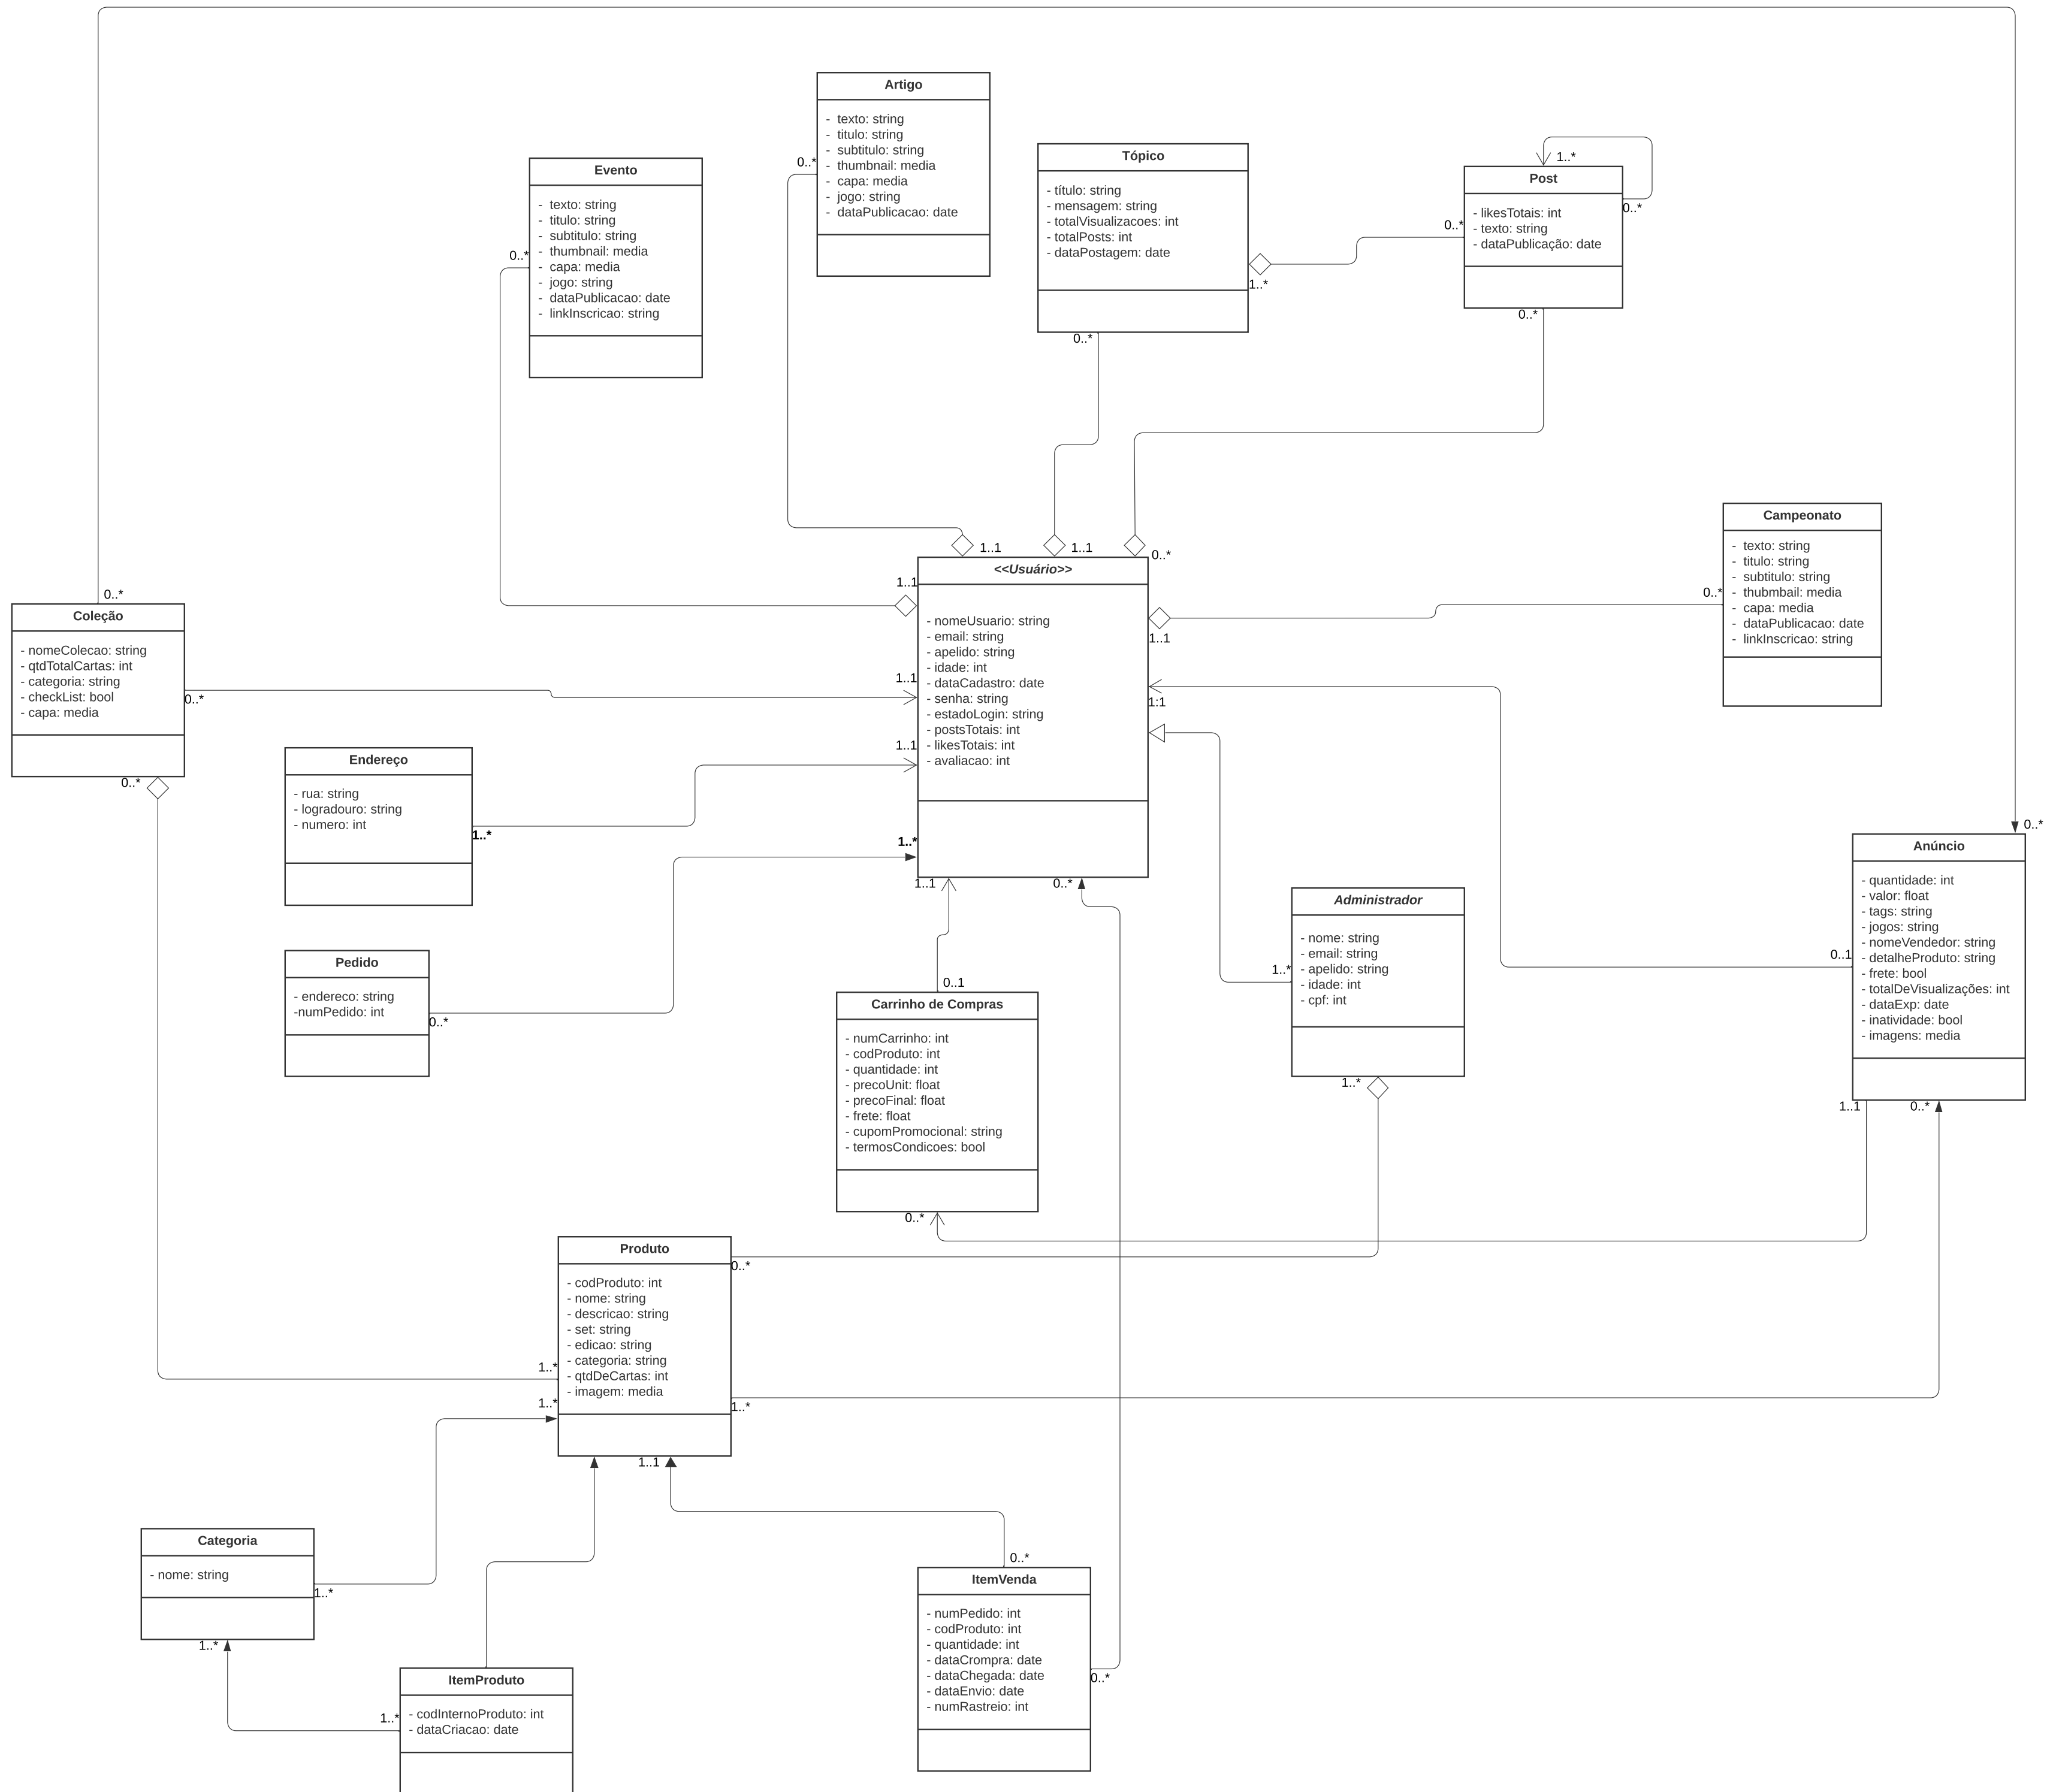 Artigo
- texto: string
- titulo: string
- subtitulo: string
- thumbnail: media
- capa: media
- jogo: string
- dataPublicacao: date
0..*
Evento
- texto: string
- titulo: string
- subtitulo: string
- thumbnail: media
- capa: media
- jogo: string
- dataPublicacao: date
- linkInscricao: string
0..*
Tópico
- título: string
- mensagem: string
- totalVisualizacoes: int
- totalPosts: int
- dataPostagem: date
1..*
0..*
Post
- likesTotais: int
- texto: string
- dataPublicação: date
1..*
0..*
0..*
0..*
Campeonato
- texto: string
- titulo: string
- subtitulo: string
- thubmbail: media
- capa: media
- dataPublicacao: date
- linkInscricao: string
0..*
<<Usuário>>
- nomeUsuario: string
- email: string
- apelido: string
- idade: int
- dataCadastro: date
- senha: string
- estadoLogin: string
- postsTotais: int
- likesTotais: int
- avaliacao: int
1..1
1..1
0..*
1..1
1..1
1..1
1:1
1..1
1..*
1..1
0..*
Coleção
- nomeColecao: string
- qtdTotalCartas: int
- categoria: string
- checkList: bool
- capa: media
0..*
0..*
0..*
Endereço
- rua: string
- logradouro: string
- numero: int
1..*
Pedido
- endereco: string
-numPedido: int
0..*
Administrador
- nome: string
- email: string
- apelido: string
- idade: int
- cpf: int
1..*
1..*
Anúncio
- quantidade: int
- valor: float
- tags: string
- jogos: string
- nomeVendedor: string
- detalheProduto: string
- frete: bool
- totalDeVisualizações: int
- dataExp: date
- inatividade: bool
- imagens: media
0..*
0..1
1..1
0..*
Carrinho de Compras
- numCarrinho: int
- codProduto: int
- quantidade: int
- precoUnit: float
- precoFinal: float
- frete: float
- cupomPromocional: string
- termosCondicoes: bool
0..1
0..*
Produto
- codProduto: int
- nome: string
- descricao: string
- set: string
- edicao: string
- categoria: string
- qtdDeCartas: int
- imagem: media
0..*
1..*
1..*
1..*
1..1
Categoria
- nome: string
1..*
1..*
ItemProduto
- codInternoProduto: int
- dataCriacao: date
1..*
ItemVenda
- numPedido: int
- codProduto: int
- quantidade: int
- dataCrompra: date
- dataChegada: date
- dataEnvio: date
- numRastreio: int
0..*
0..*